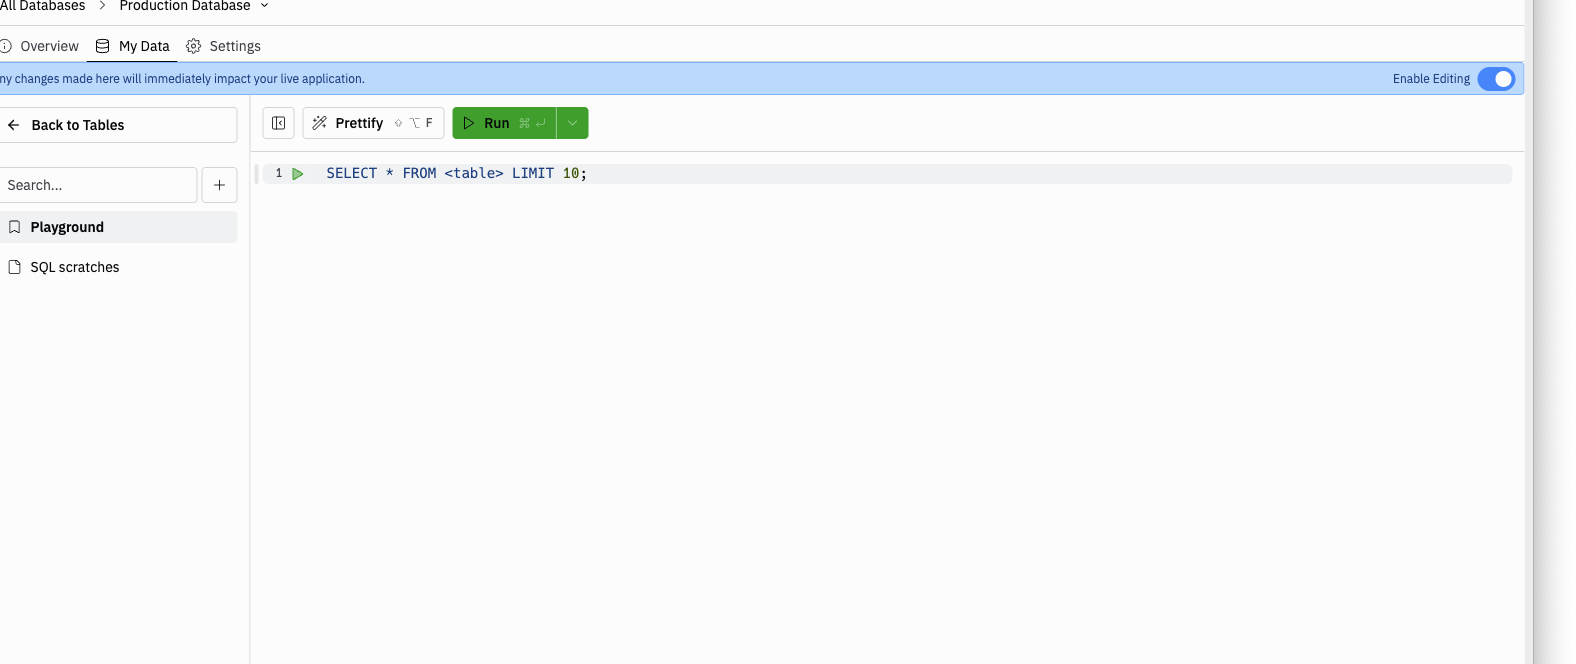 All Databases > Production Database
Overview My Data Settings
ny changes made here will immediately impact your live application. Enable Editing
Back to Tables
Prettify ⇧ ⌥ F Run ⌘ ↵
Search...
1 SELECT * FROM <table> LIMIT 10;
Playground
SQL scratches